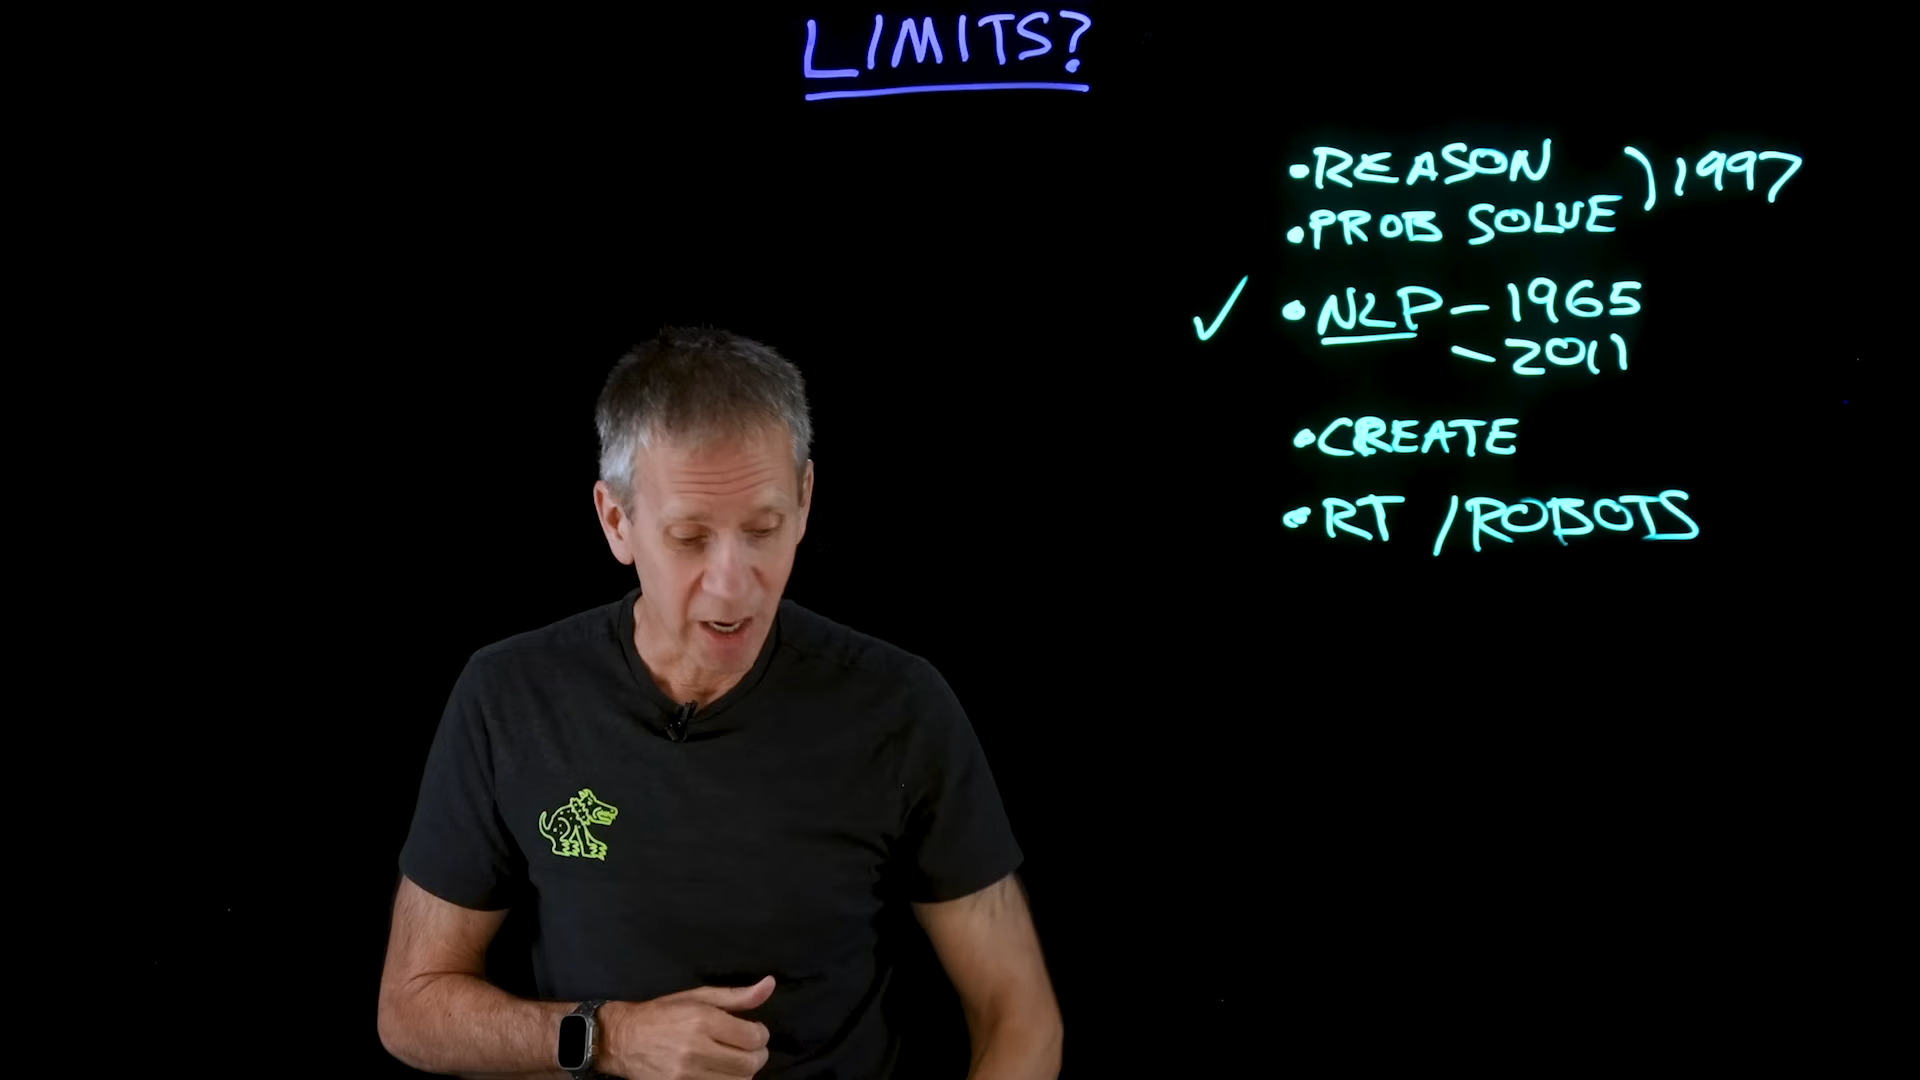 LIMITS?
• REASON
• PROB SOLVE ) 1997
✓ • NLP – 1965
– 2011
• CREATE
• RT / ROBOTS